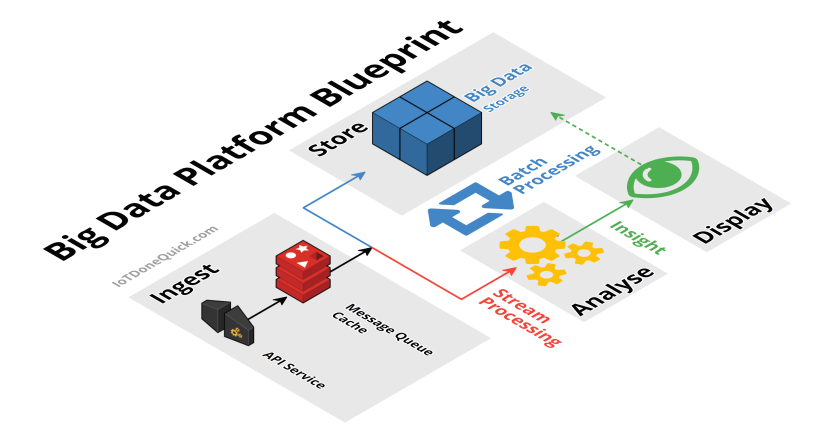 Big Data Platform Blueprint
IoTDoneQuick.com
Store
Big Data
Storage
Batch
Processing
Display
Insight
Analyse
Stream
Processing
Ingest
Message Queue
Cache
API Service